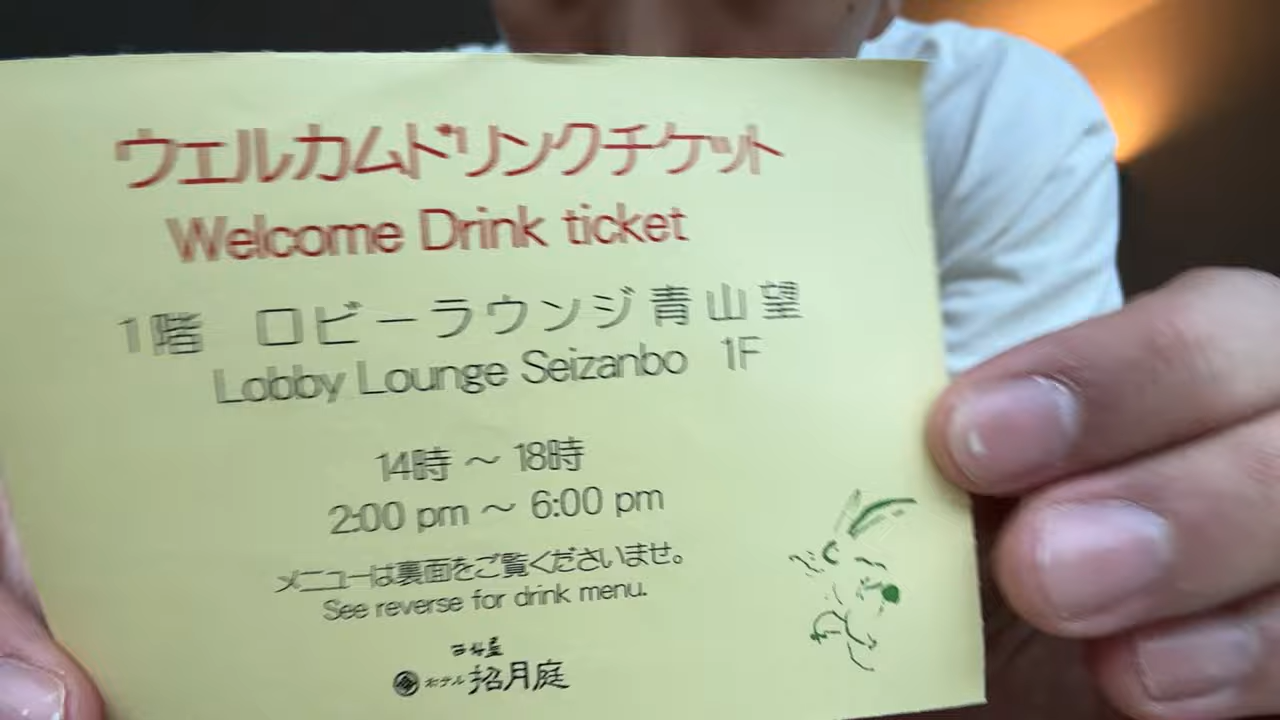 ウェルカムドリンクチケット
Welcome Drink ticket
1階 ロビーラウンジ青山望
Lobby Lounge Seizanbo 1F
14時 ～ 18時
2:00 pm ～ 6:00 pm
メニューは裏面をご覧くださいませ。
See reverse for drink menu.
西村屋
ホテル 招月庭